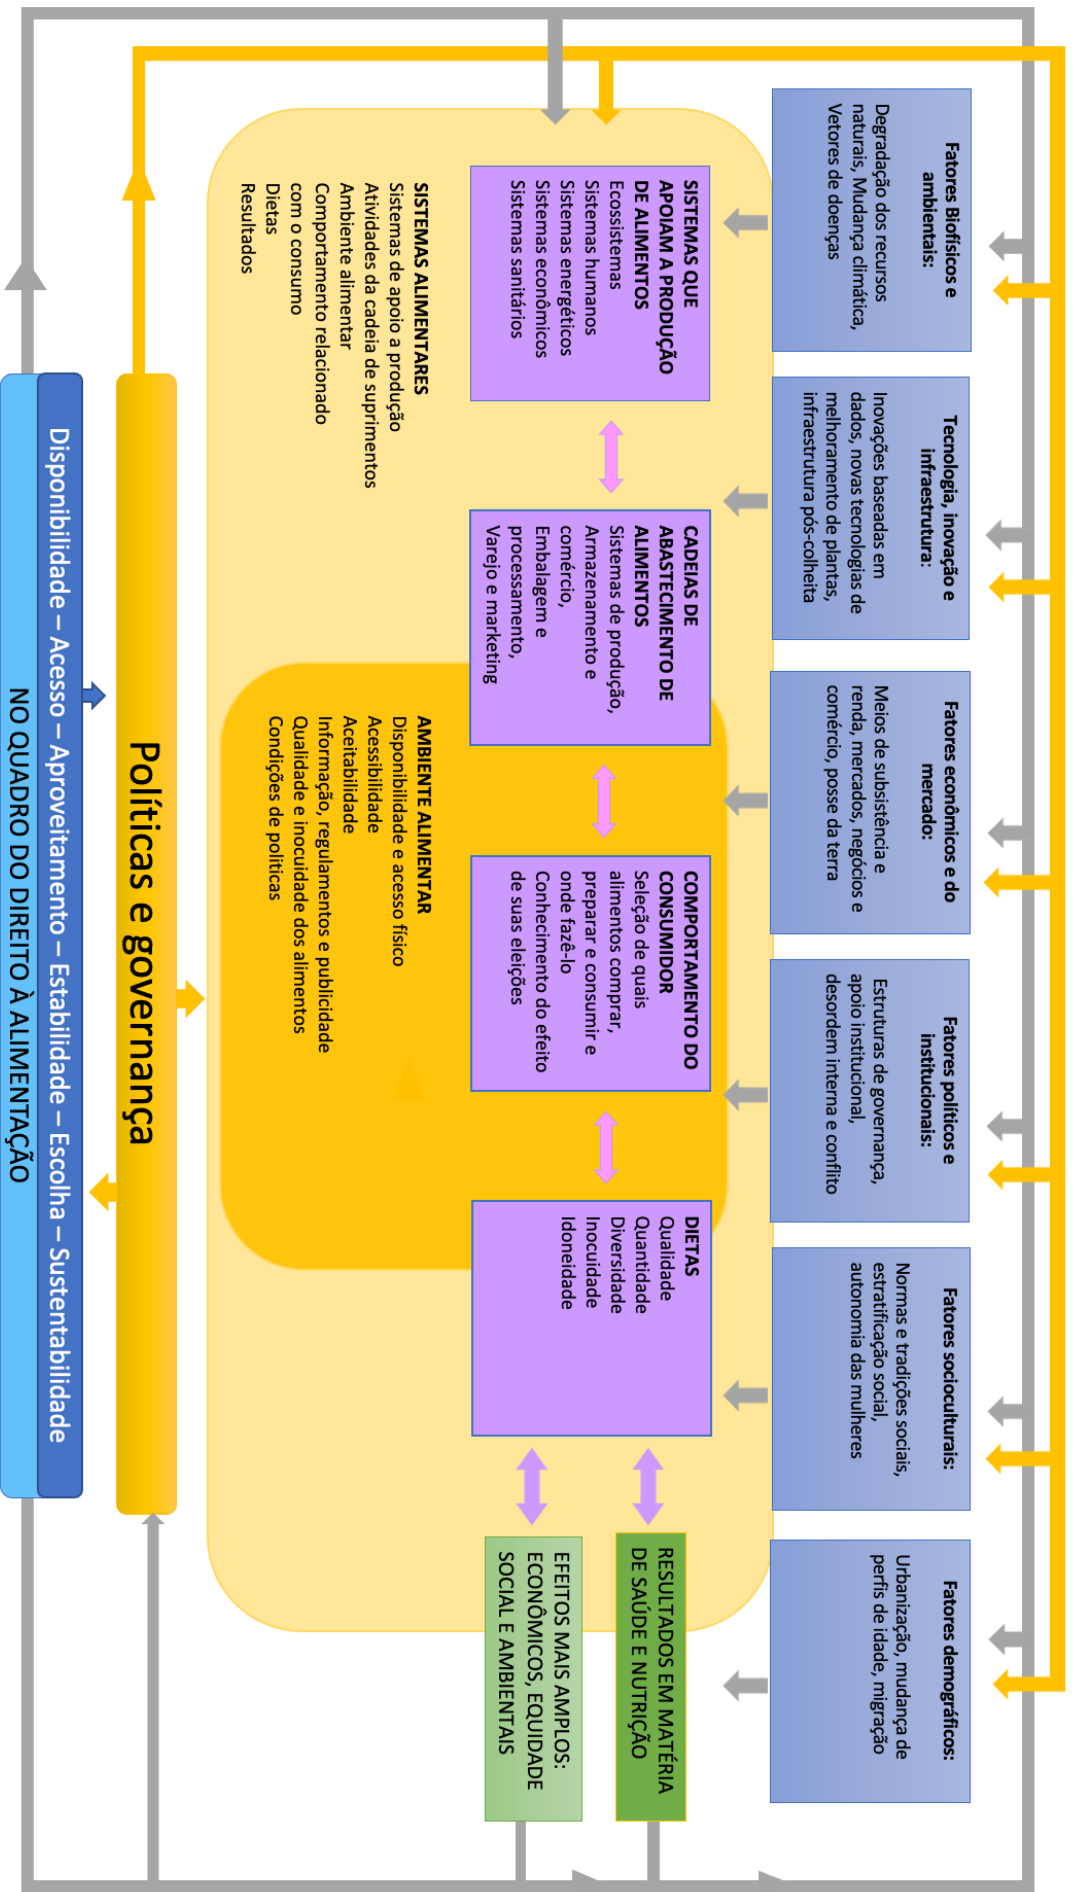 Fatores Biofísicos e
ambientais:
Degradação dos recursos
naturais, Mudança climática,
Vetores de doenças
Tecnologia, inovação e
infraestrutura:
Inovações baseadas em
dados, novas tecnologias de
melhoramento de plantas,
infraestrutura pós-colheita
Fatores econômicos e do
mercado:
Meios de subsistência e
renda, mercados, negócios e
comércio, posse da terra
Fatores políticos e
institucionais:
Estruturas de governança,
apoio institucional,
desordem interna e conflito
Fatores socioculturais:
Normas e tradições sociais,
estratificação social,
autonomia das mulheres
Fatores demográficos:
Urbanização, mudança de
perfis de idade, migração
SISTEMAS QUE
APOIAM A PRODUÇÃO
DE ALIMENTOS
Ecossistemas
Sistemas humanos
Sistemas energéticos
Sistemas econômicos
Sistemas sanitários
CADEIAS DE
ABASTECIMENTO DE
ALIMENTOS
Sistemas de produção,
Armazenamento e
comércio,
Embalagem e
processamento,
Varejo e marketing
COMPORTAMENTO DO
CONSUMIDOR
Seleção de quais
alimentos comprar,
preparar e consumir e
onde fazê-lo
Conhecimento do efeito
de suas eleições
DIETAS
Qualidade
Quantidade
Diversidade
Inocuidade
Idoneidade
RESULTADOS EM MATÉRIA
DE SAÚDE E NUTRIÇÃO
EFEITOS MAIS AMPLOS:
ECONÔMICOS, EQUIDADE
SOCIAL E AMBIENTAIS
SISTEMAS ALIMENTARES
Sistemas de apoio a produção
Atividades da cadeia de suprimentos
Ambiente alimentar
Comportamento relacionado
com o consumo
Dietas
Resultados
AMBIENTE ALIMENTAR
Disponibilidade e acesso físico
Acessibilidade
Aceitabilidade
Informação, regulamentos e publicidade
Qualidade e inocuidade dos alimentos
Condições de politicas
Políticas e governança
Disponibilidade – Acesso – Aproveitamento – Estabilidade – Escolha – Sustentabilidade
NO QUADRO DO DIREITO À ALIMENTAÇÃO